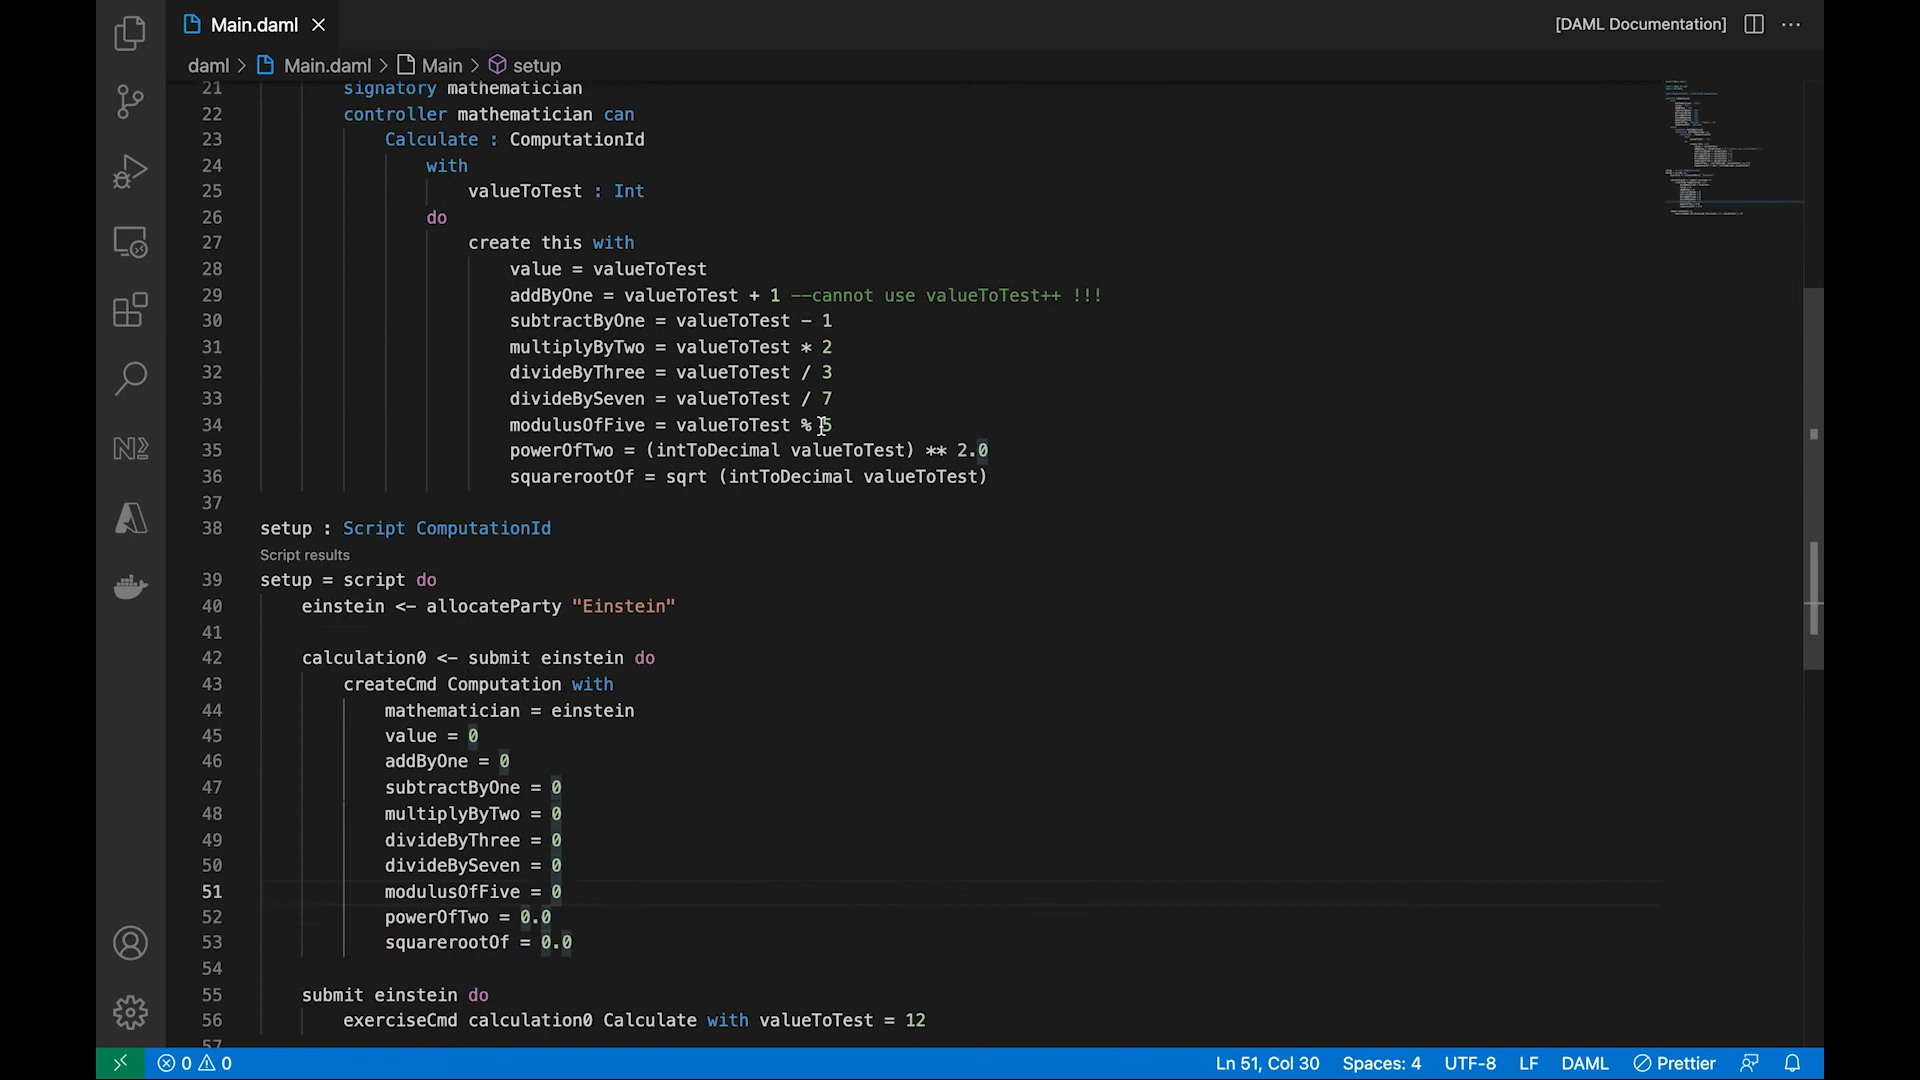 Main.daml
[DAML Documentation]
daml > Main.daml > Main > setup
21 signatory mathematician
22 controller mathematician can
23 Calculate : ComputationId
24 with
25 valueToTest : Int
26 do
27 create this with
28 value = valueToTest
29 addByOne = valueToTest + 1 --cannot use valueToTest++ !!!
30 subtractByOne = valueToTest - 1
31 multiplyByTwo = valueToTest * 2
32 divideByThree = valueToTest / 3
33 divideBySeven = valueToTest / 7
34 modulusOfFive = valueToTest % 5
35 powerOfTwo = (intToDecimal valueToTest) ** 2.0
36 squarerootOf = sqrt (intToDecimal valueToTest)
37
38 setup : Script ComputationId
Script results
39 setup = script do
40 einstein <- allocateParty "Einstein"
41
42 calculation0 <- submit einstein do
43 createCmd Computation with
44 mathematician = einstein
45 value = 0
46 addByOne = 0
47 subtractByOne = 0
48 multiplyByTwo = 0
49 divideByThree = 0
50 divideBySeven = 0
51 modulusOfFive = 0
52 powerOfTwo = 0.0
53 squarerootOf = 0.0
54
55 submit einstein do
56 exerciseCmd calculation0 Calculate with valueToTest = 12
57
0 0 Ln 51, Col 30 Spaces: 4 UTF-8 LF DAML Prettier